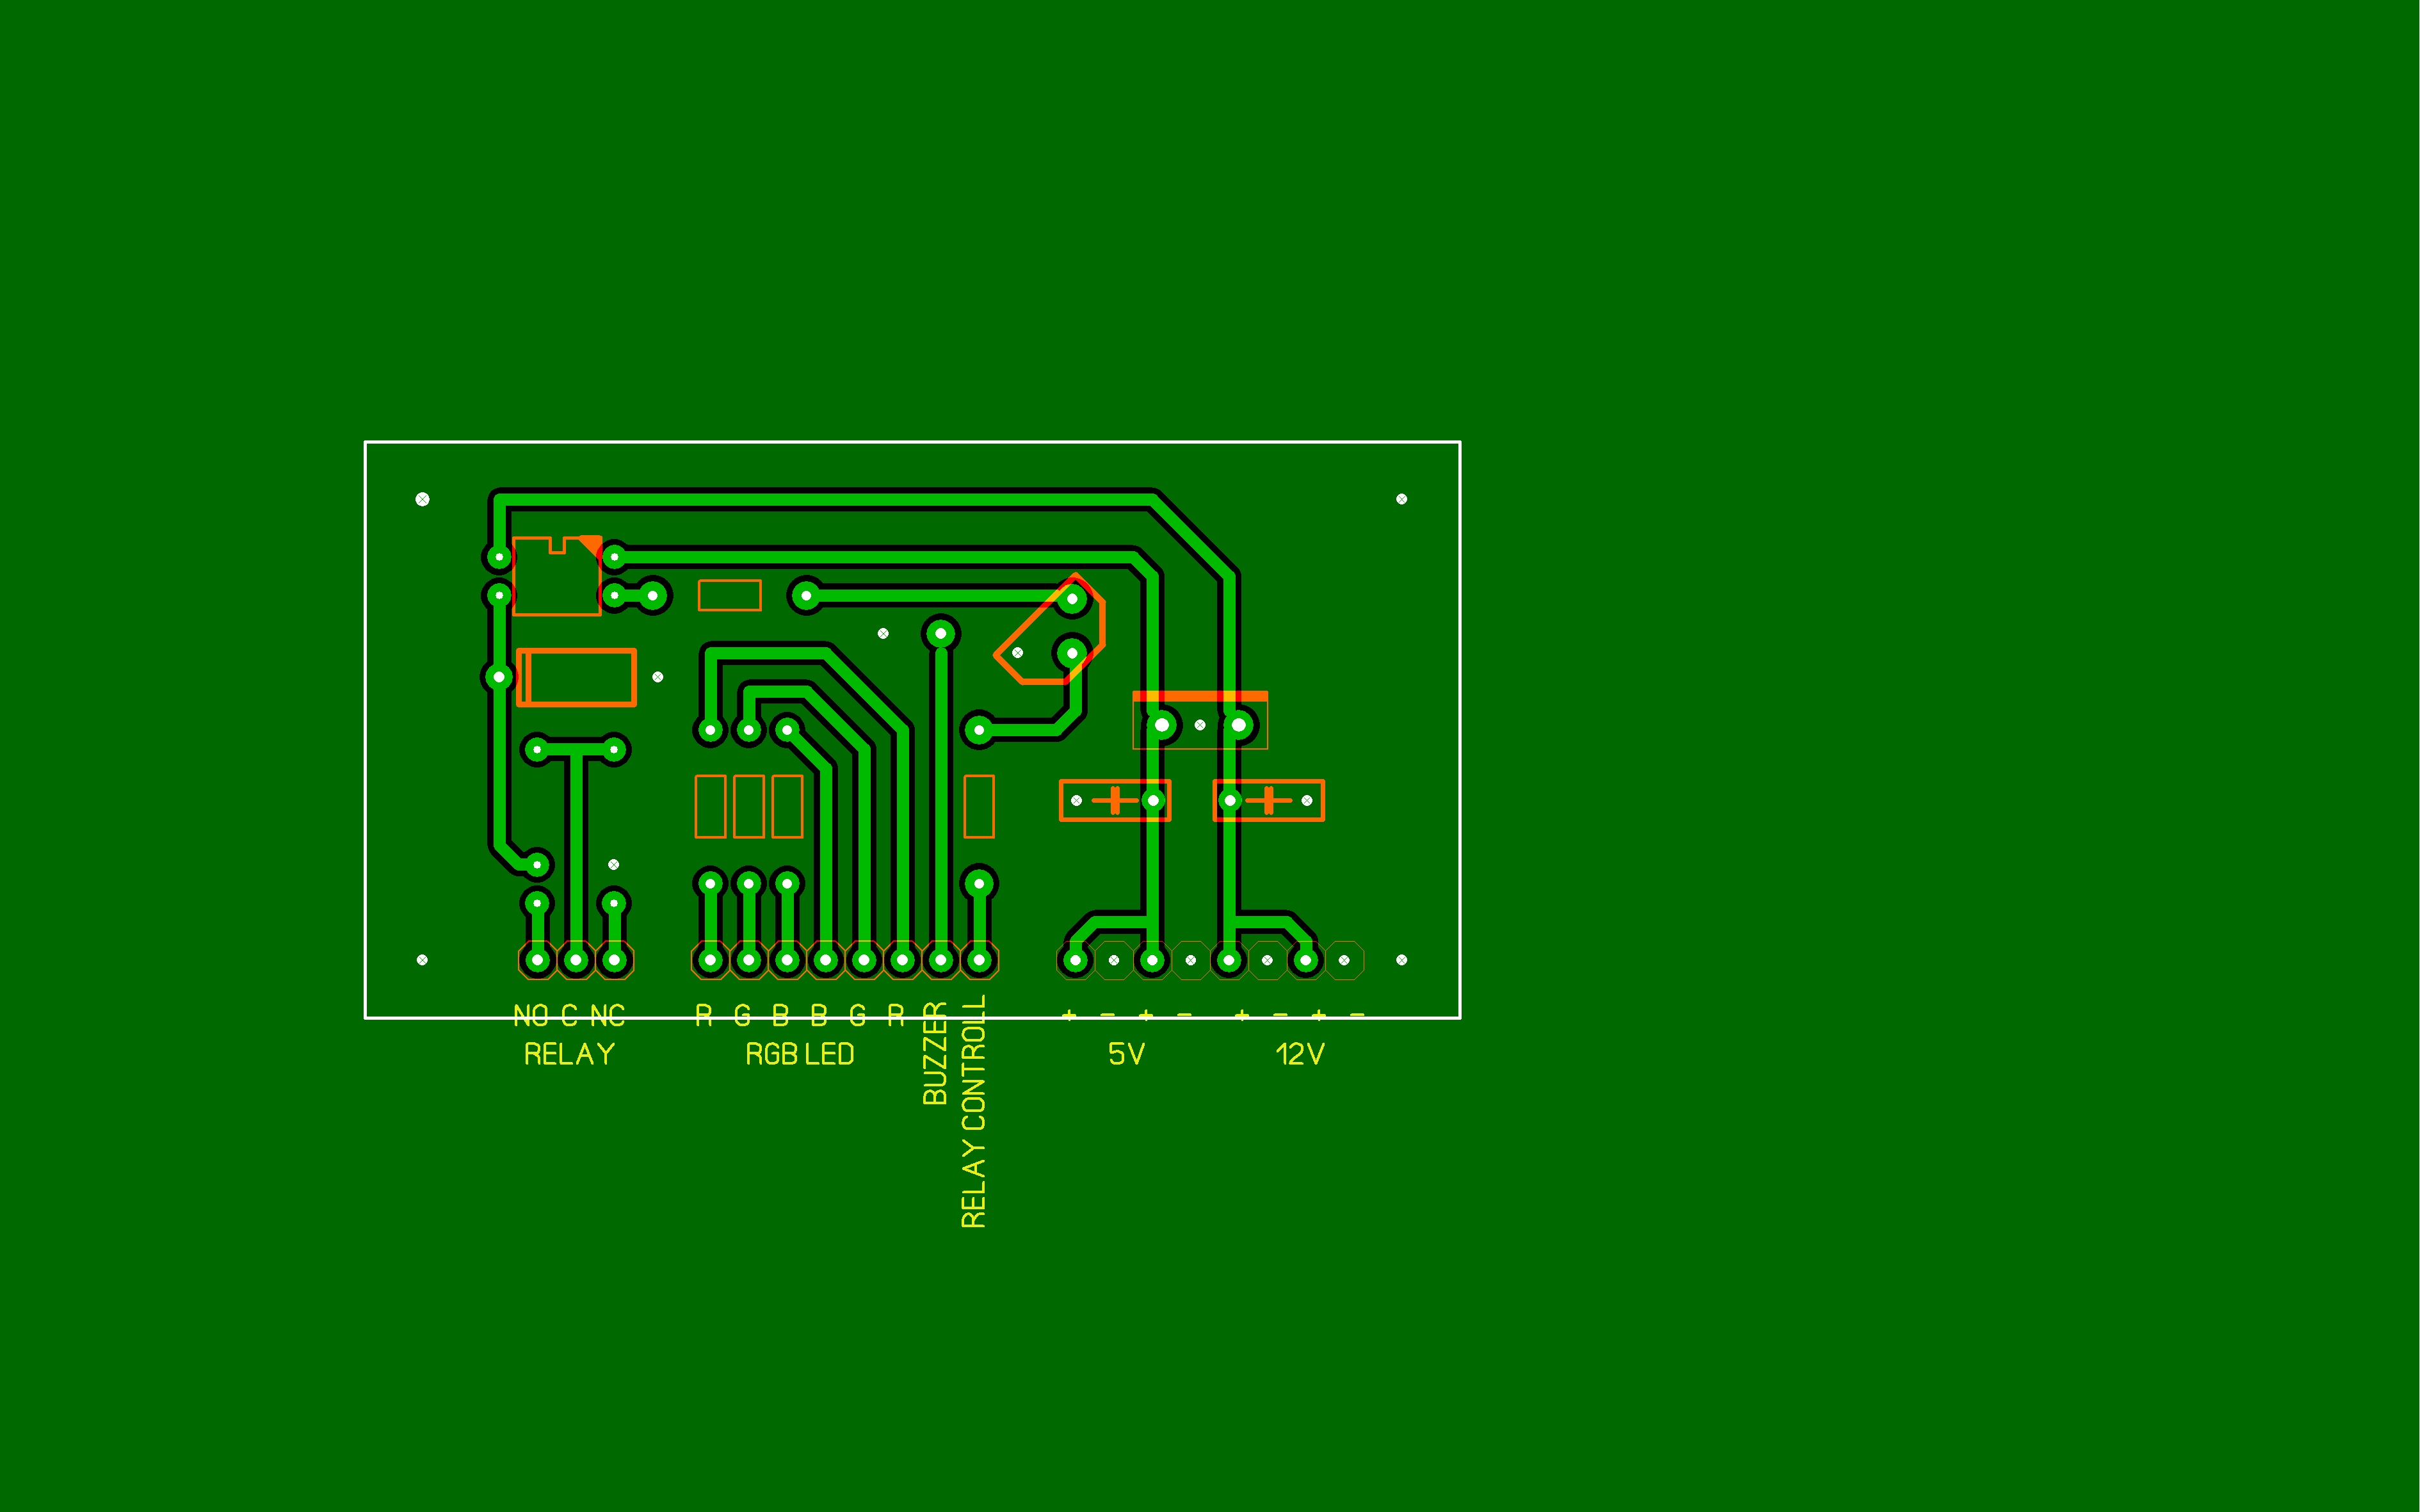 NO C NC R G B B G R + - + - + - + -
RELAY RGB LED 5V 12V
BUZZER
RELAY CONTROLL